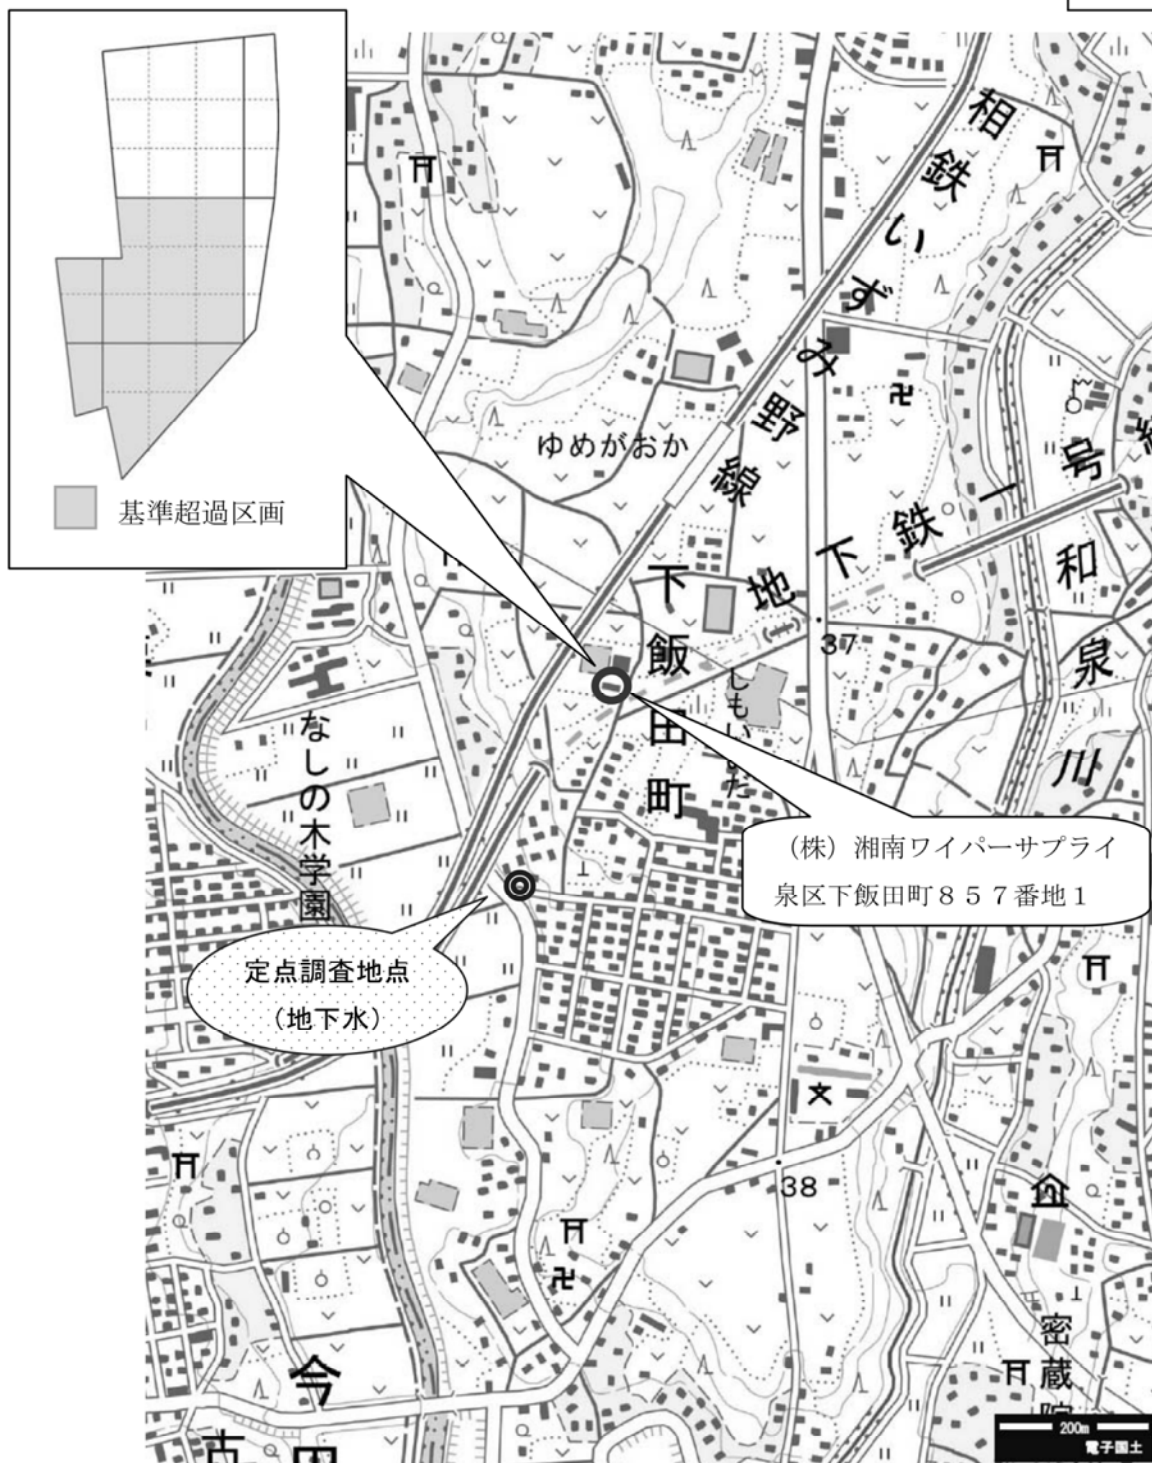 基準超過区画
相鉄いずみ野線
ゆめがおか
地下鉄一号線
下飯田町
しもいいだ
37
和泉川
なしの木学園
(株)湘南ワイパーサプライ
泉区下飯田町857番地1
定点調査地点
(地下水)
38
密蔵院
今田
200m
電子国土